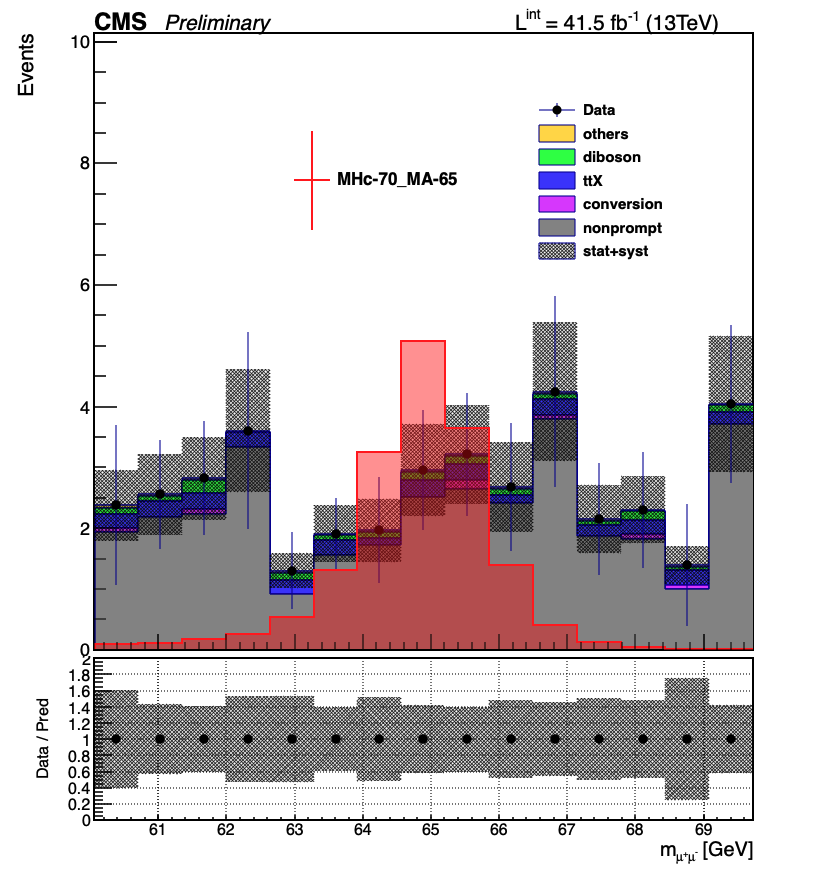 CMS Preliminary L^int = 41.5 fb^-1 (13TeV)
Events
10
8
6
4
2
0
Data
others
diboson
ttX
conversion
nonprompt
stat+syst
MHc-70_MA-65
Data / Pred
2
1.8
1.6
1.4
1.2
1
0.8
0.6
0.4
0.2
0
61 62 63 64 65 66 67 68 69
m_μ+μ- [GeV]